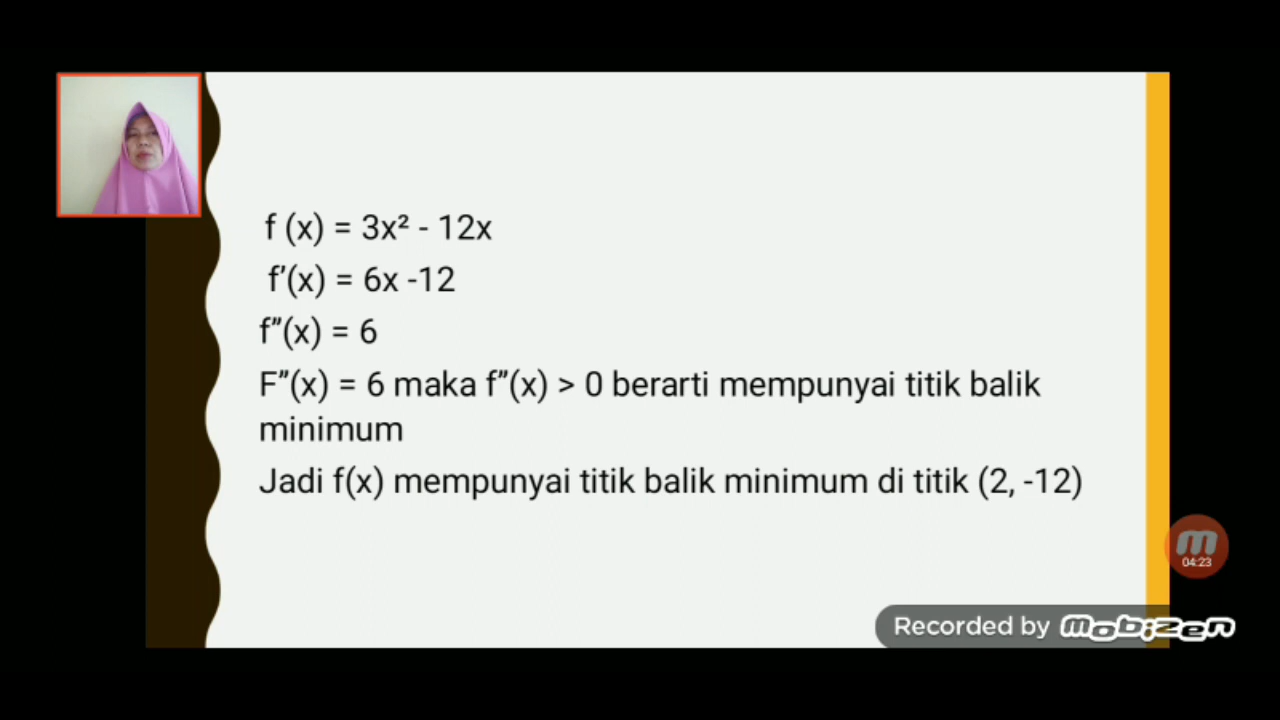 f (x) = 3x² - 12x
f'(x) = 6x -12
f”(x) = 6
F”(x) = 6 maka f”(x) > 0 berarti mempunyai titik balik
minimum
Jadi f(x) mempunyai titik balik minimum di titik (2, -12)
m
04:23
Recorded by mobizen